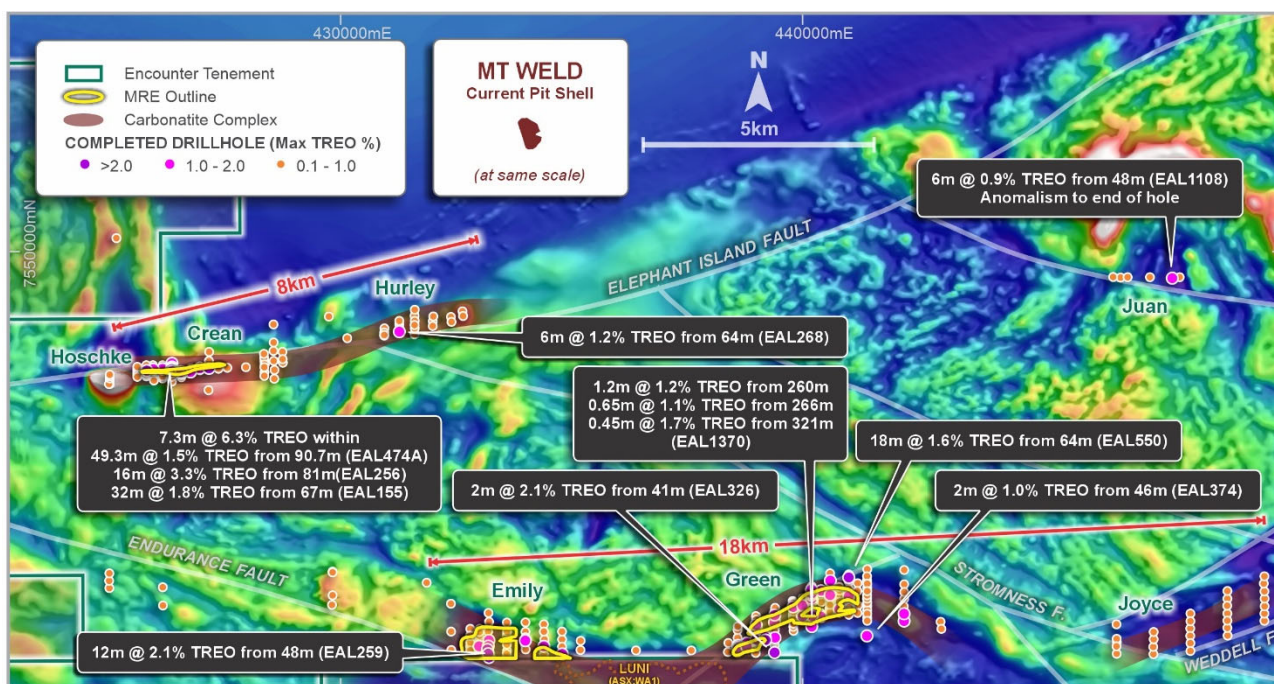 430000mE
440000mE
Encounter Tenement
MRE Outline
Carbonatite Complex
COMPLETED DRILLHOLE (Max TREO %)
>2.0
1.0 - 2.0
0.1 - 1.0
MT WELD
Current Pit Shell
(at same scale)
N
5km
6m @ 0.9% TREO from 48m (EAL1108)
Anomalism to end of hole
7550000mN
8km
ELEPHANT ISLAND FAULT
Hurley
Juan
Crean
Hoschke
6m @ 1.2% TREO from 64m (EAL268)
7.3m @ 6.3% TREO within
49.3m @ 1.5% TREO from 90.7m (EAL474A)
16m @ 3.3% TREO from 81m(EAL256)
32m @ 1.8% TREO from 67m (EAL155)
1.2m @ 1.2% TREO from 260m
0.65m @ 1.1% TREO from 266m
0.45m @ 1.7% TREO from 321m
(EAL1370)
18m @ 1.6% TREO from 64m (EAL550)
2m @ 2.1% TREO from 41m (EAL326)
2m @ 1.0% TREO from 46m (EAL374)
18km
ENDURANCE FAULT
Emily
Green
STROMNESS F.
Joyce
12m @ 2.1% TREO from 48m (EAL259)
LUNI
(ASX:WA1)
WEDDELL F.